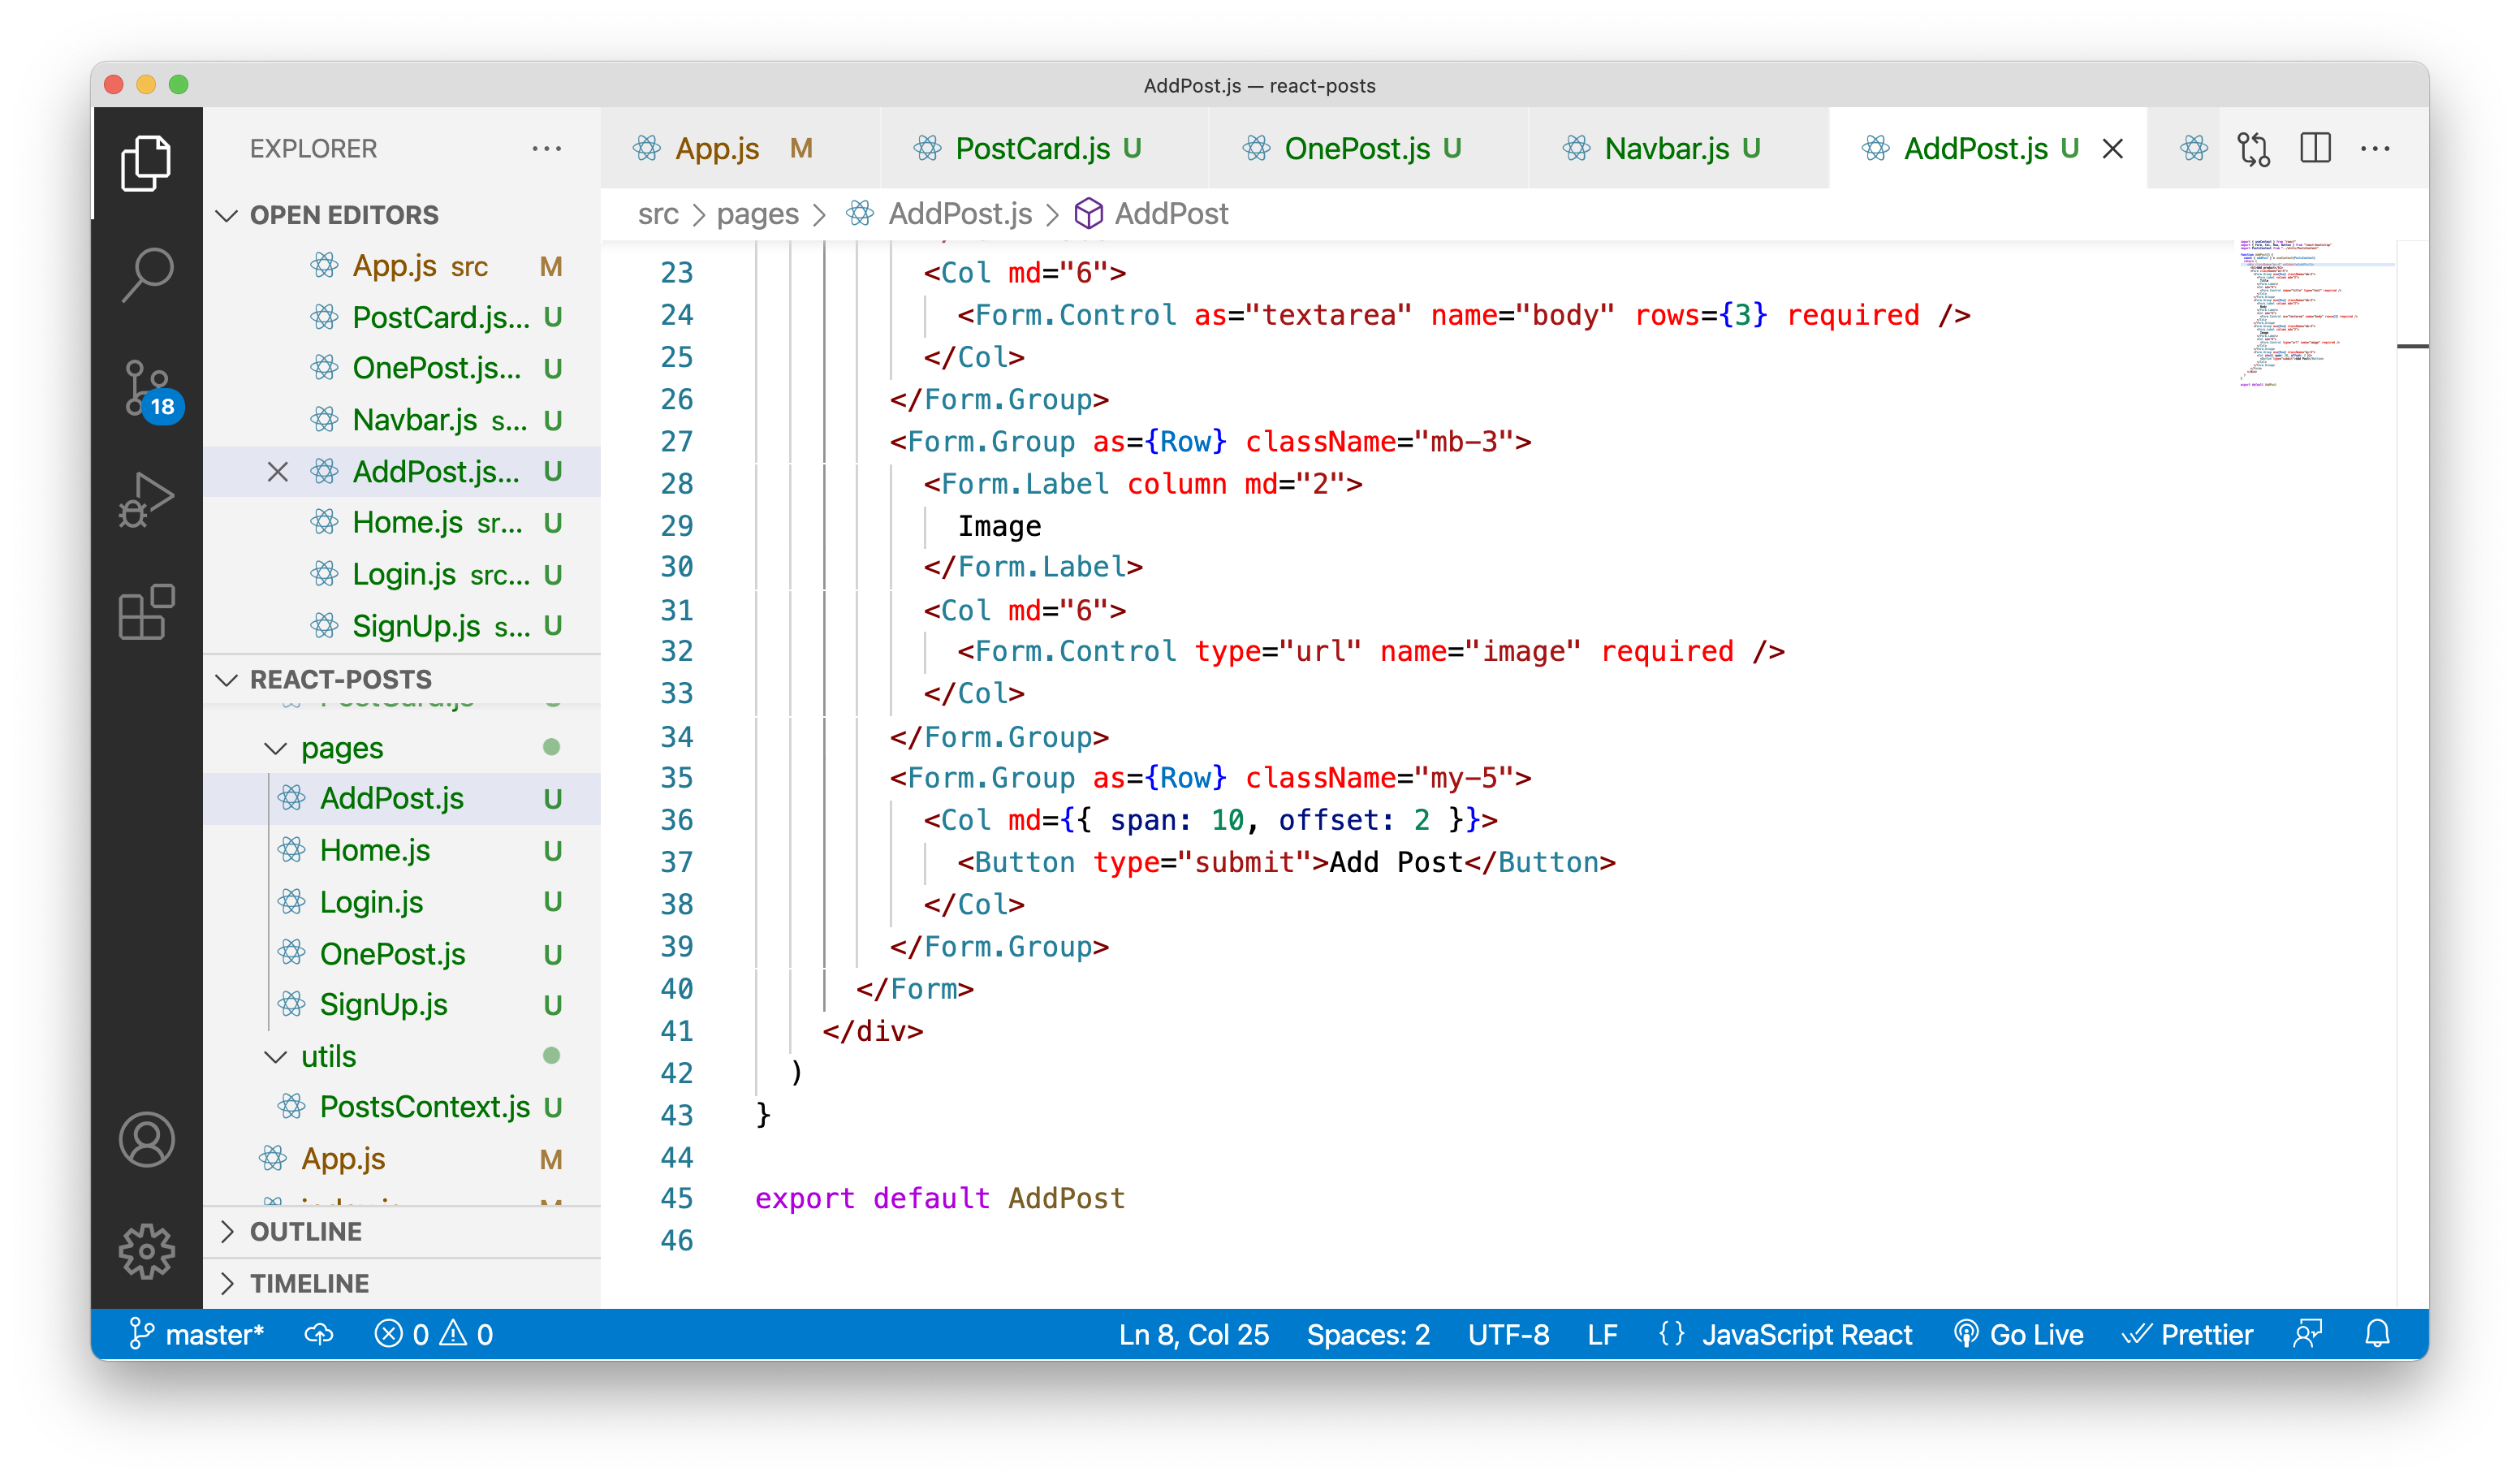 AddPost.js — react-posts
EXPLORER
OPEN EDITORS
App.js src M
PostCard.js... U
OnePost.js... U
Navbar.js s... U
AddPost.js... U
Home.js sr... U
Login.js src... U
SignUp.js s... U
REACT-POSTS
PostCard.js
pages
AddPost.js U
Home.js U
Login.js U
OnePost.js U
SignUp.js U
utils
PostsContext.js U
App.js M
OUTLINE
TIMELINE
18
App.js M
PostCard.js U
OnePost.js U
Navbar.js U
AddPost.js U
src > pages > AddPost.js > AddPost
23 <Col md="6">
24 <Form.Control as="textarea" name="body" rows={3} required />
25 </Col>
26 </Form.Group>
27 <Form.Group as={Row} className="mb-3">
28 <Form.Label column md="2">
29 Image
30 </Form.Label>
31 <Col md="6">
32 <Form.Control type="url" name="image" required />
33 </Col>
34 </Form.Group>
35 <Form.Group as={Row} className="my-5">
36 <Col md={{ span: 10, offset: 2 }}>
37 <Button type="submit">Add Post</Button>
38 </Col>
39 </Form.Group>
40 </Form>
41 </div>
42 )
43 }
44
45 export default AddPost
46
master* 0 0
Ln 8, Col 25 Spaces: 2 UTF-8 LF {} JavaScript React Go Live Prettier